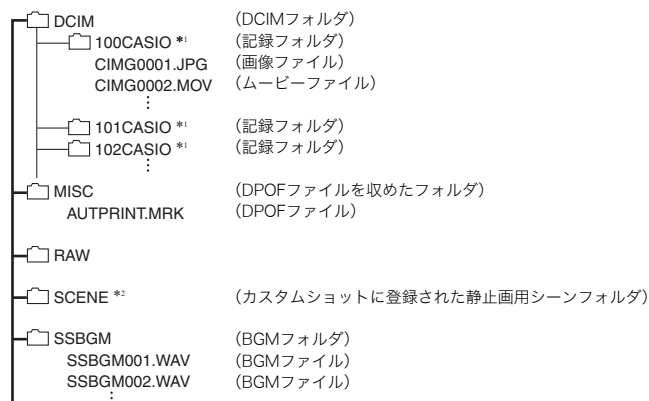 DCIM (DCIMフォルダ)
100CASIO *1 (記録フォルダ)
CIMG0001.JPG (画像ファイル)
CIMG0002.MOV (ムービーファイル)
⋮
101CASIO *1 (記録フォルダ)
102CASIO *1 (記録フォルダ)
⋮
MISC (DPOFファイルを収めたフォルダ)
AUTPRINT.MRK (DPOFファイル)
RAW
SCENE *2 (カスタムショットに登録された静止画用シーンフォルダ)
SSBGM (BGMフォルダ)
SSBGM001.WAV (BGMファイル)
SSBGM002.WAV (BGMファイル)
⋮